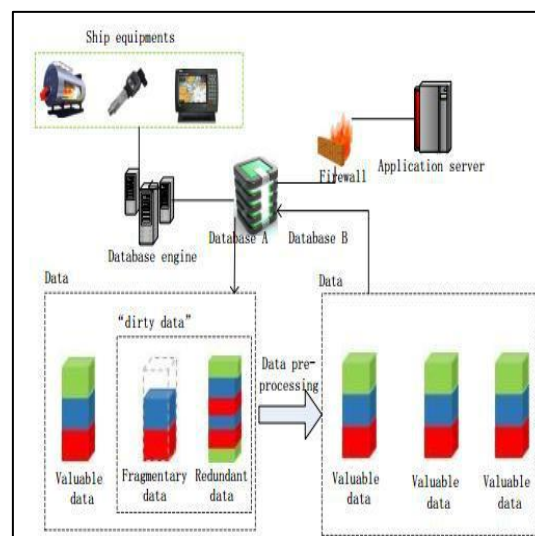 Ship equipments
Application server
Firewall
Database engine
Database A
Database B
Data
Data
“dirty data”
Data pre-
processing
Valuable
data
Fragmentary
data
Redundant
data
Valuable
data
Valuable
data
Valuable
data